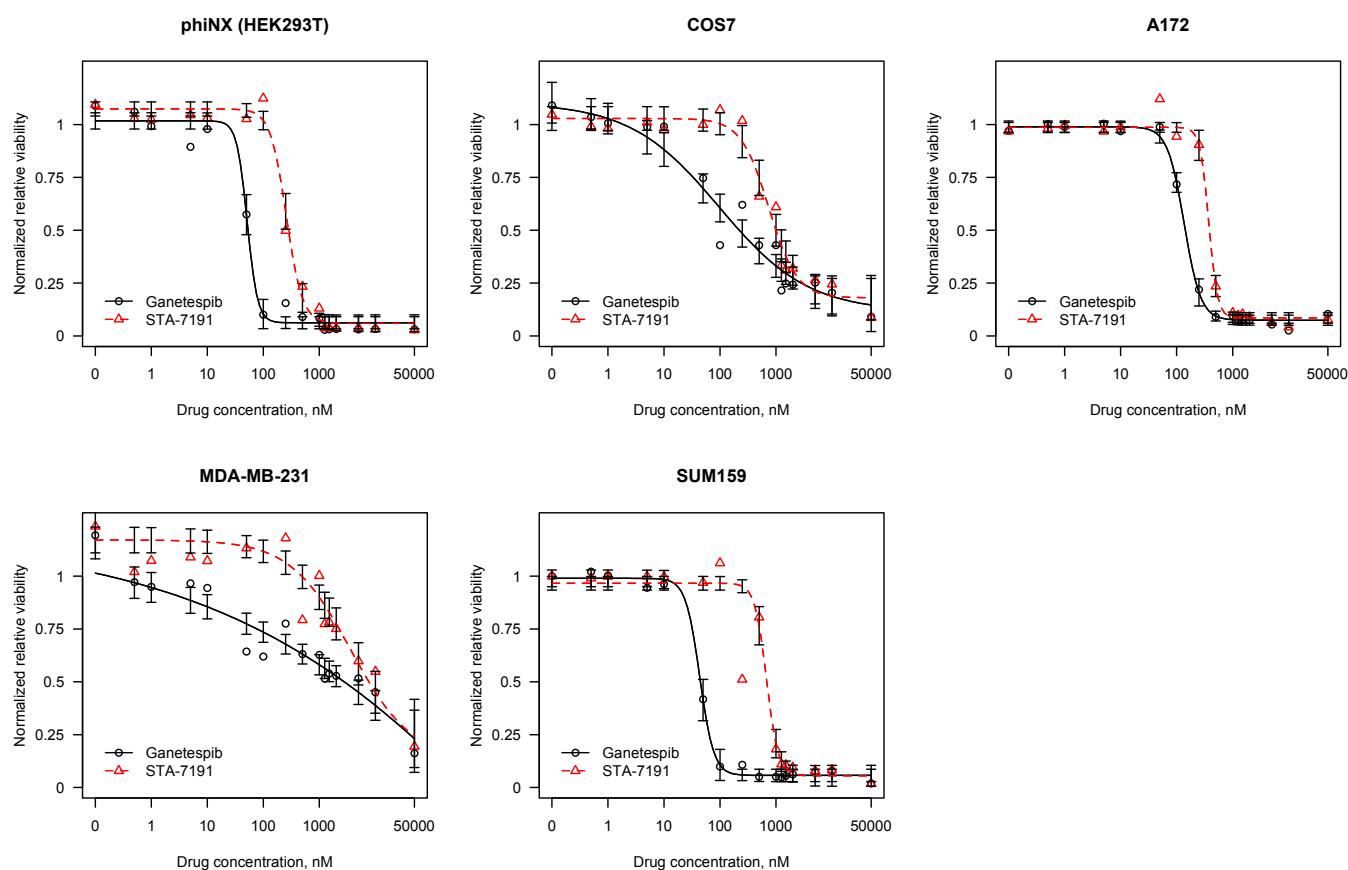 phiNX (HEK293T)
Normalized relative viability
1
0.75
0.5
0.25
0
Ganetespib
STA-7191
0 1 10 100 1000 50000
Drug concentration, nM
COS7
Normalized relative viability
1
0.75
0.5
0.25
0
Ganetespib
STA-7191
0 1 10 100 1000 50000
Drug concentration, nM
A172
Normalized relative viability
1
0.75
0.5
0.25
0
Ganetespib
STA-7191
0 1 10 100 1000 50000
Drug concentration, nM
MDA-MB-231
Normalized relative viability
1
0.75
0.5
0.25
0
Ganetespib
STA-7191
0 1 10 100 1000 50000
Drug concentration, nM
SUM159
Normalized relative viability
1
0.75
0.5
0.25
0
Ganetespib
STA-7191
0 1 10 100 1000 50000
Drug concentration, nM